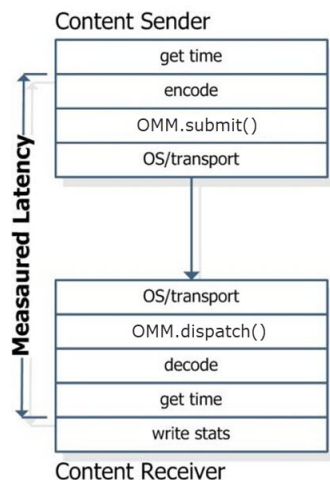 Content Sender
get time
encode
OMM.submit()
OS/transport
Measaured Latency
OS/transport
OMM.dispatch()
decode
get time
write stats
Content Receiver